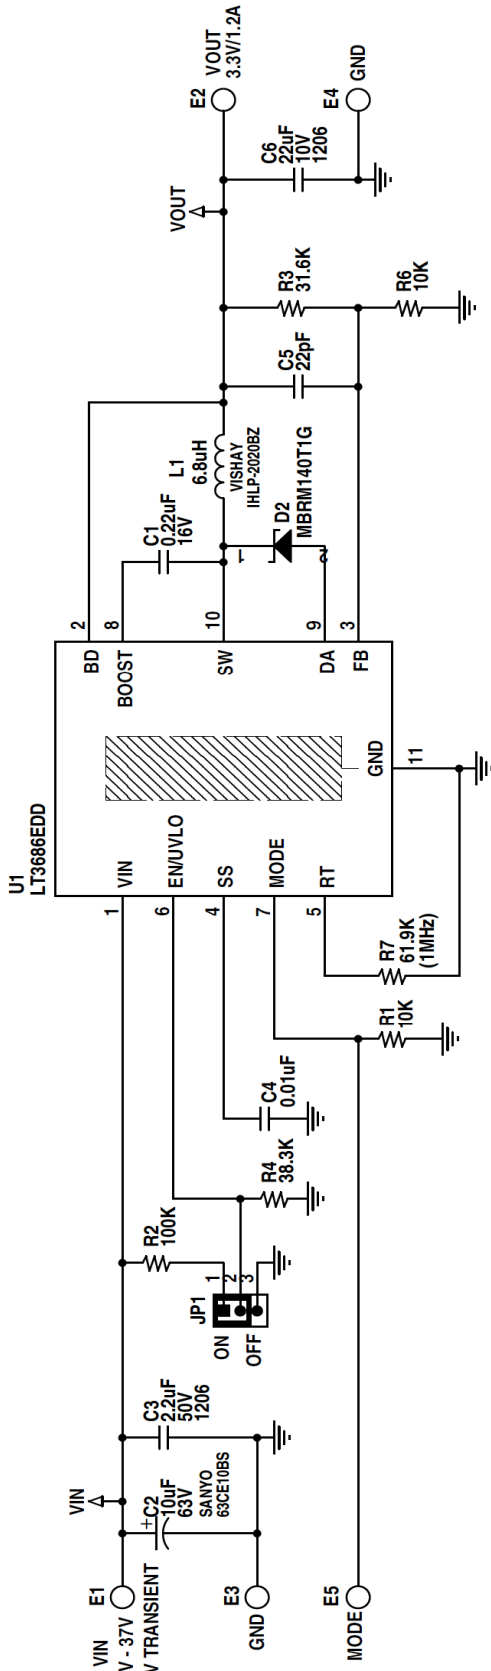 VIN
V - 37V
V TRANSIENT
E1
VIN
+
C2
10uF
63V
SANYO
63CE10BS
C3
2.2uF
50V
1206
E3
GND
E5
MODE
JP1
ON
OFF
1
2
3
R2
100K
R4
38.3K
C4
0.01uF
R1
10K
R7
61.9K
(1MHz)
U1
LT3686EDD
1
VIN
6
EN/UVLO
4
SS
7
MODE
5
RT
GND
11
BD
2
BOOST
8
SW
10
DA
9
FB
3
C1
0.22uF
16V
L1
6.8uH
VISHAY
IHLP-2020BZ
1
D2
MBRM140T1G
2
C5
22pF
R3
31.6K
R6
10K
VOUT
C6
22uF
10V
1206
E2
VOUT
3.3V/1.2A
E4
GND